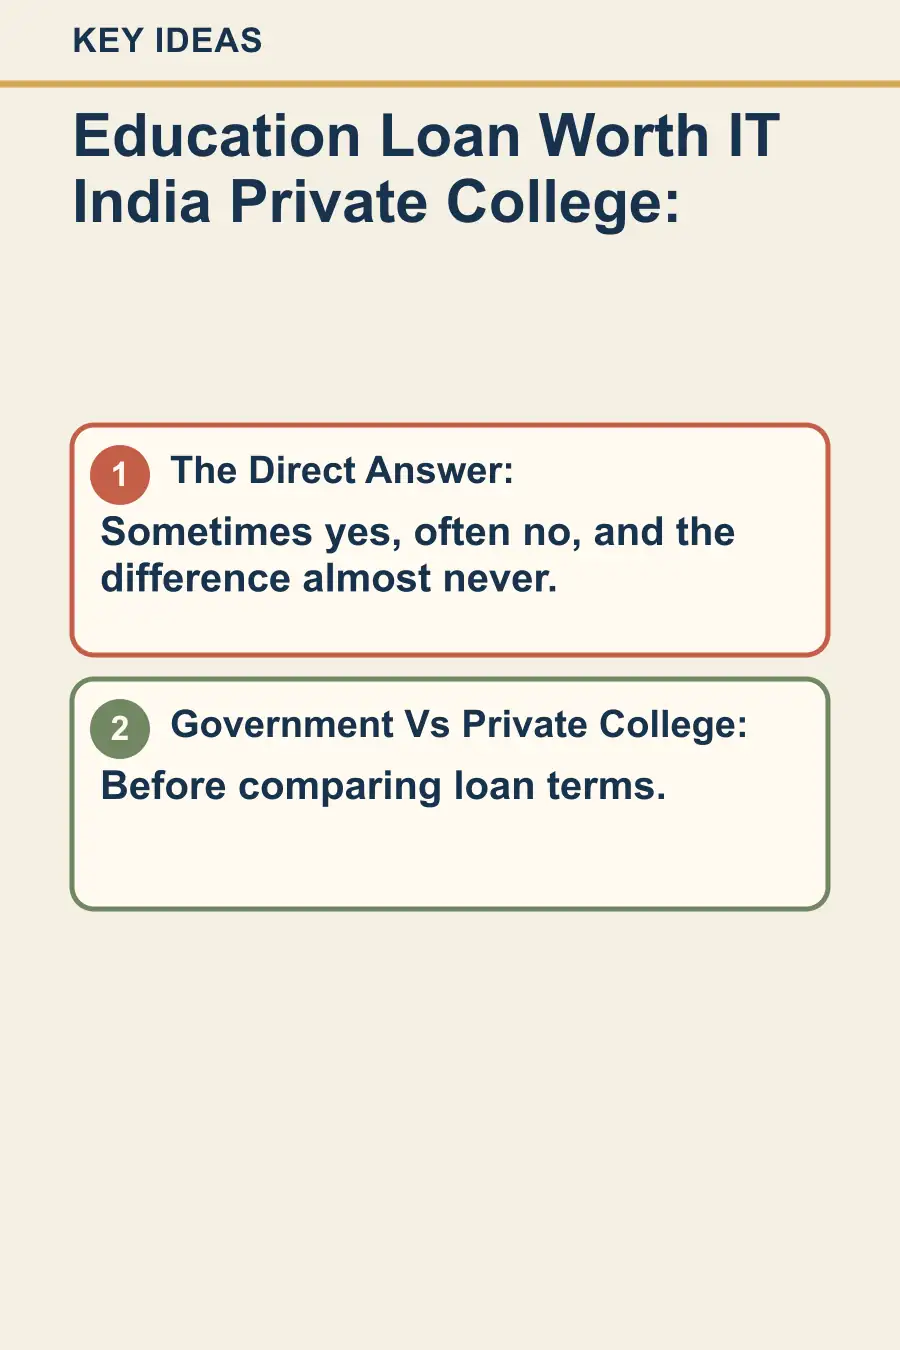 KEY IDEAS
Education Loan Worth IT
India Private College:
1 The Direct Answer:
Sometimes yes, often no, and the
difference almost never.
2 Government Vs Private College:
Before comparing loan terms.